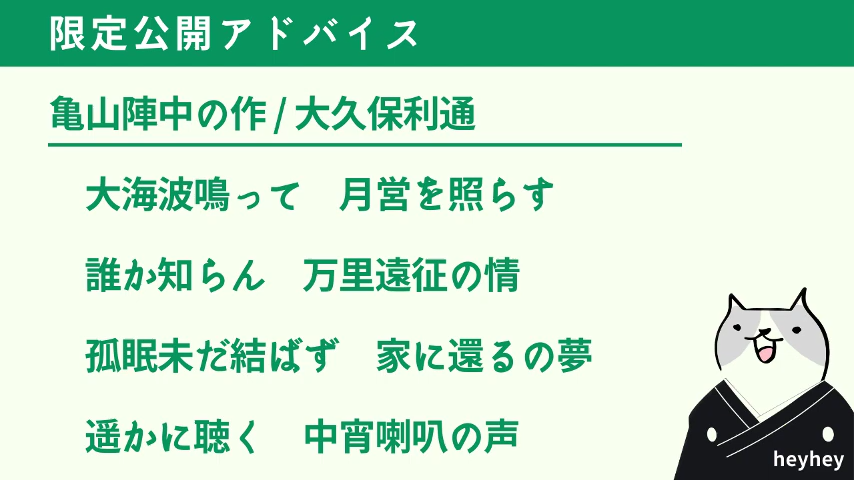 限定公開アドバイス
亀山陣中の作 / 大久保利通
大海波鳴って　月営を照らす
誰か知らん　万里遠征の情
孤眠未だ結ばず　家に還るの夢
遥かに聴く　中宵喇叭の声
heyhey